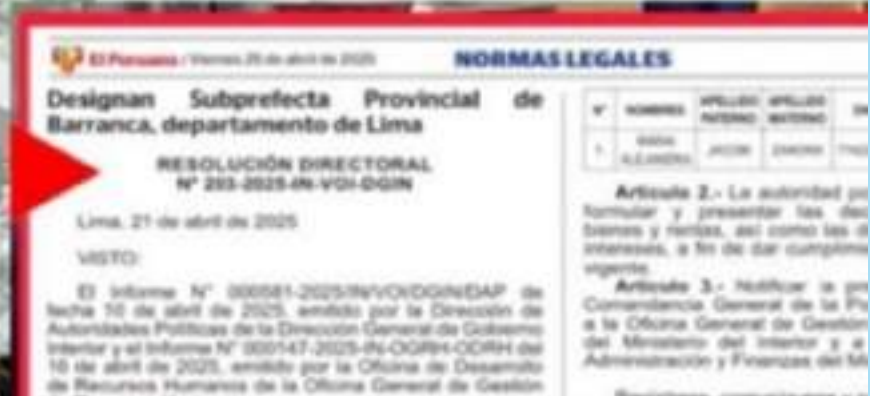 El Peruano / Viernes 25 de abril de 2025
NORMAS LEGALES
Designan Subprefecta Provincial de
Barranca, departamento de Lima
RESOLUCIÓN DIRECTORAL
N° 203-2025-IN-VOI-DGIN
Lima, 21 de abril de 2025
VISTO:
El Informe N° 000581-2025/IN/VOI/DGIN/DAP de
fecha 10 de abril de 2025, emitido por la Dirección de
Autoridades Políticas de la Dirección General de Gobierno
Interior y el Informe N° 000147-2025-IN-OGRH-ODRH del
16 de abril de 2025, emitido por la Oficina de Desarrollo
de Recursos Humanos de la Oficina General de Gestión
N° NOMBRES APELLIDO PATERNO APELLIDO MATERNO
1 MARIA ALEJANDRA JACOBI
Artículo 2.- La autoridad
formular y presentar las
bienes y rentas, así como las
intereses, a fin de dar
vigente.
Artículo 3.- Notificar la
Comandancia General de la
a la Oficina General de Gestión
del Ministerio del Interior y a
Administración y Finanzas del